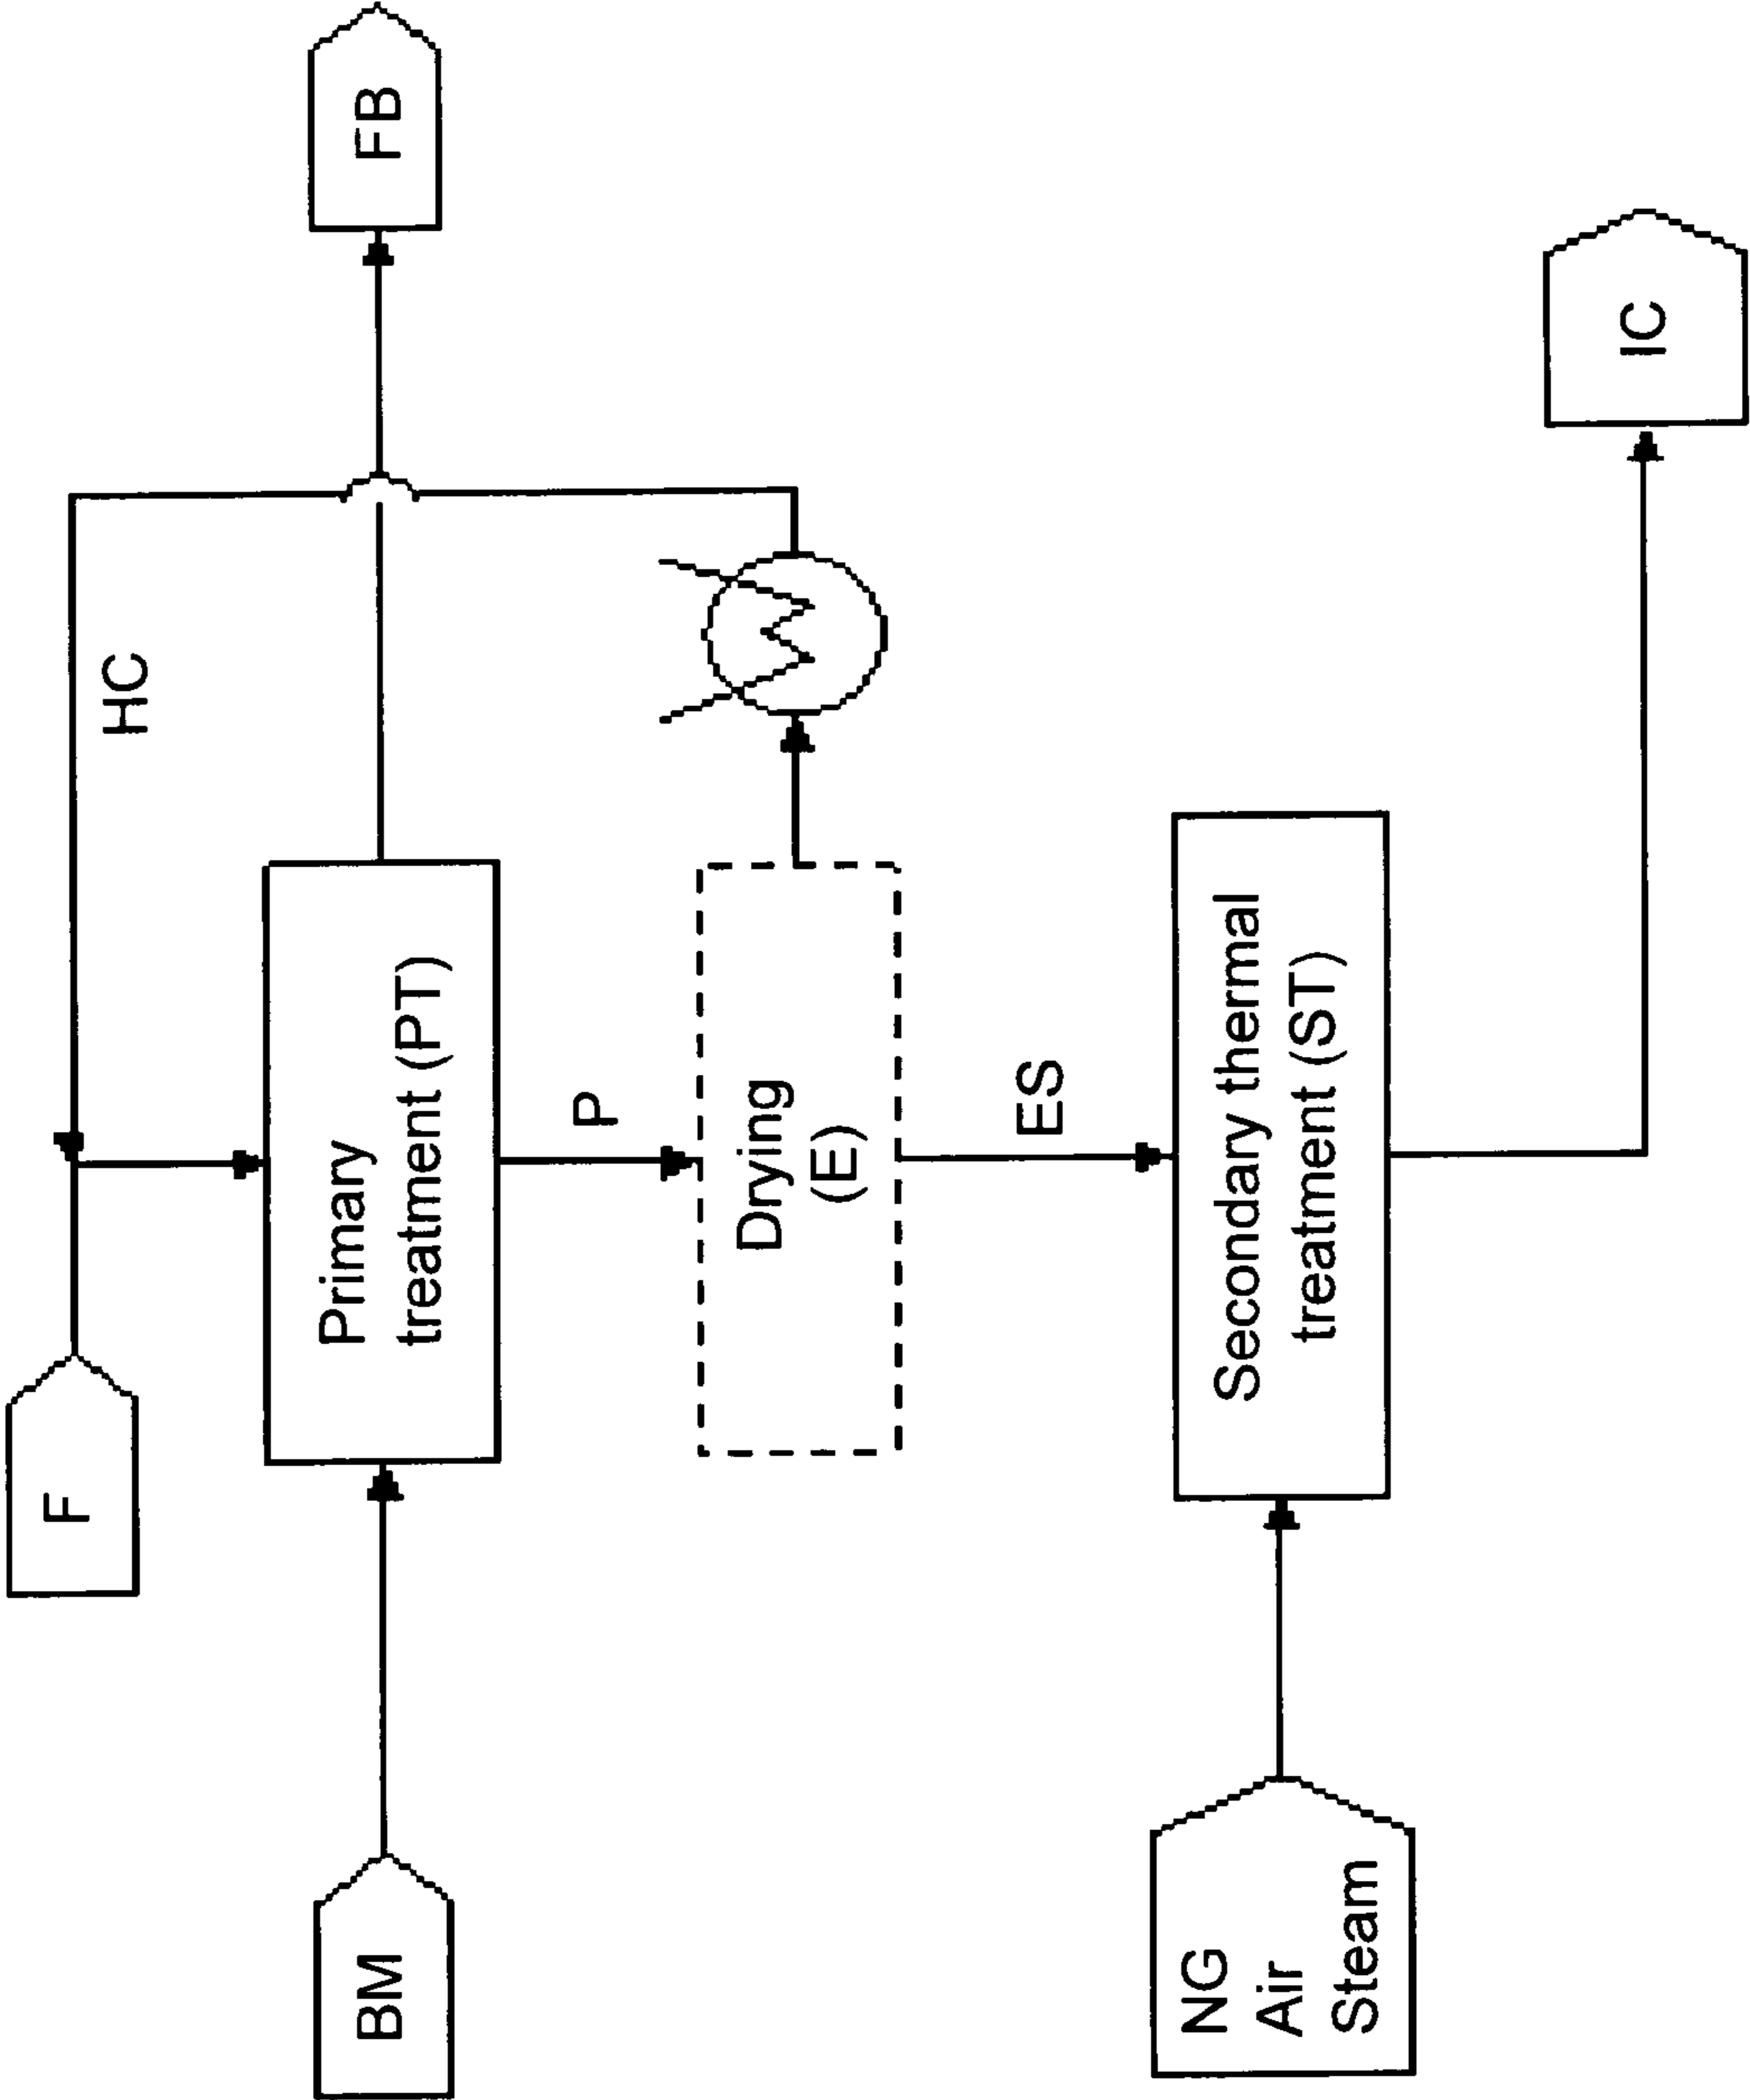 F
HC
BM
Primary
treatment (PT)
FB
P
Drying
(E)
ES
NG
Air
Steam
Secondary thermal
treatment (ST)
IC